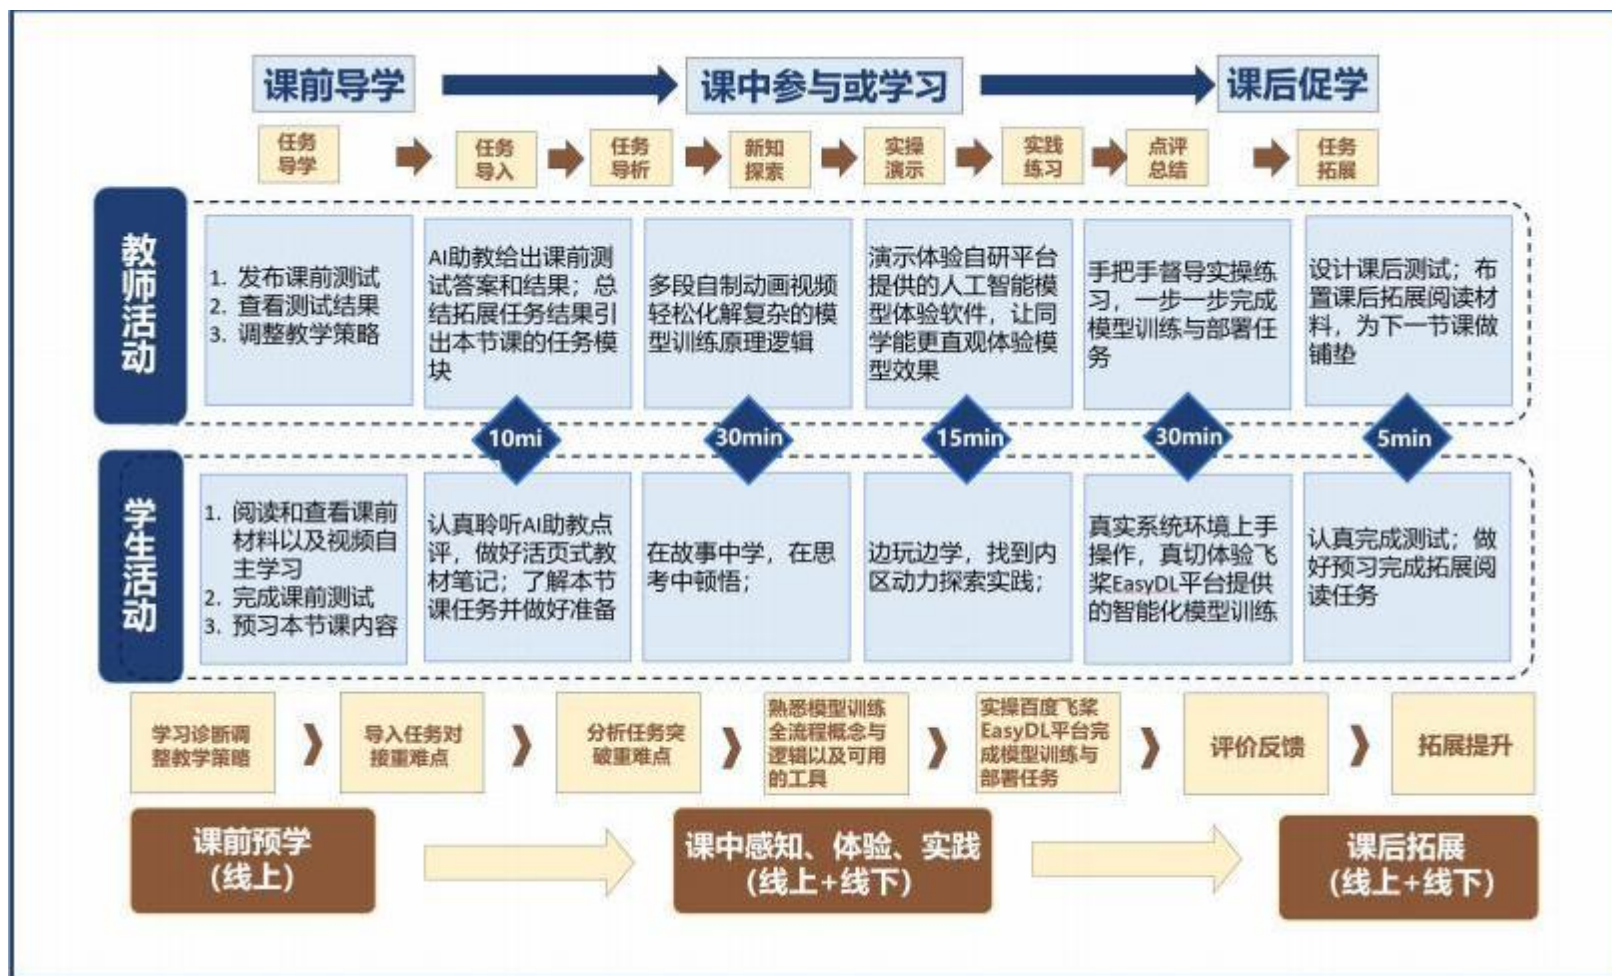 课前导学
课中参与或学习
课后促学
任务
导学
任务
导入
任务
导析
新知
探索
实操
演示
实践
练习
点评
总结
任务
拓展
教师活动
1. 发布课前测试
2. 查看测试结果
3. 调整教学策略
AI助教给出课前测
试答案和结果；总
结拓展任务结果引
出本节课的任务模
块
多段自制动画视频
轻松化解复杂的模
型训练原理逻辑
演示体验自研平台
提供的人工智能模
型体验软件，让同
学能更直观体验模
型效果
手把手督导实操练
习，一步一步完成
模型训练与部署任
务
设计课后测试；布
置课后拓展阅读材
料，为下一节课做
铺垫
10mi
30min
15min
30min
5min
学生活动
1. 阅读和查看课前
材料以及视频自
主学习
2. 完成课前测试
3. 预习本节课内容
认真聆听AI助教点
评，做好活页式教
材笔记；了解本节
课任务并做好准备
在故事中学，在思
考中顿悟；
边玩边学，找到内
区动力探索实践；
真实系统环境上手
操作，真切体验飞
桨EasyDL平台提供
的智能化模型训练
认真完成测试；做
好预习完成拓展阅
读任务
学习诊断调
整教学策略
导入任务对
接重难点
分析任务突
破重难点
熟悉模型训练
全流程概念与
逻辑以及可用
的工具
实操百度飞桨
EasyDL平台完
成模型训练与
部署任务
评价反馈
拓展提升
课前预学
(线上)
课中感知、体验、实践
(线上+线下)
课后拓展
(线上+线下)